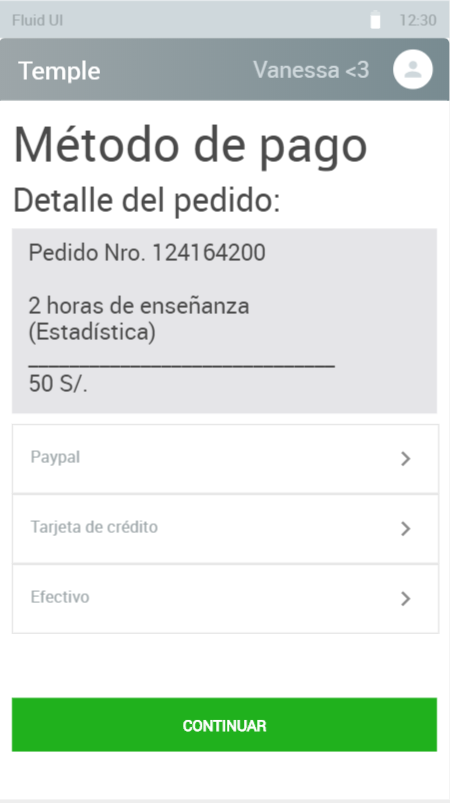 Fluid UI 12:30
Temple Vanessa <3
Método de pago
Detalle del pedido:
Pedido Nro. 124164200
2 horas de enseñanza
(Estadística)
____________________________
50 S/.
Paypal
Tarjeta de crédito
Efectivo
CONTINUAR